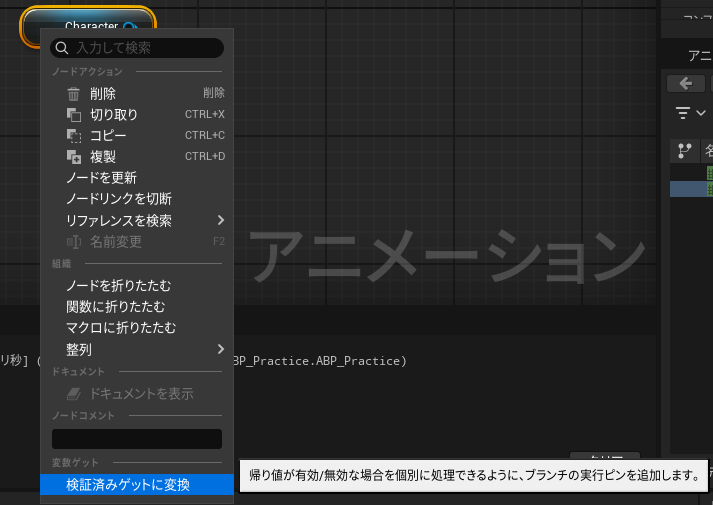 Character
入力して検索
ノードアクション
削除 削除
切り取り CTRL+X
コピー CTRL+C
複製 CTRL+D
ノードを更新
ノードリンクを切断
リファレンスを検索
名前変更 F2
組織
ノードを折りたたむ
関数に折りたたむ
マクロに折りたたむ
整列
ドキュメント
ドキュメントを表示
ノードコメント
変数ゲット
検証済みゲットに変換
帰り値が有効/無効な場合を個別に処理できるように、ブランチの実行ピンを追加します。
アニメーション
リ秒] (
BP_Practice.ABP_Practice)
アニ